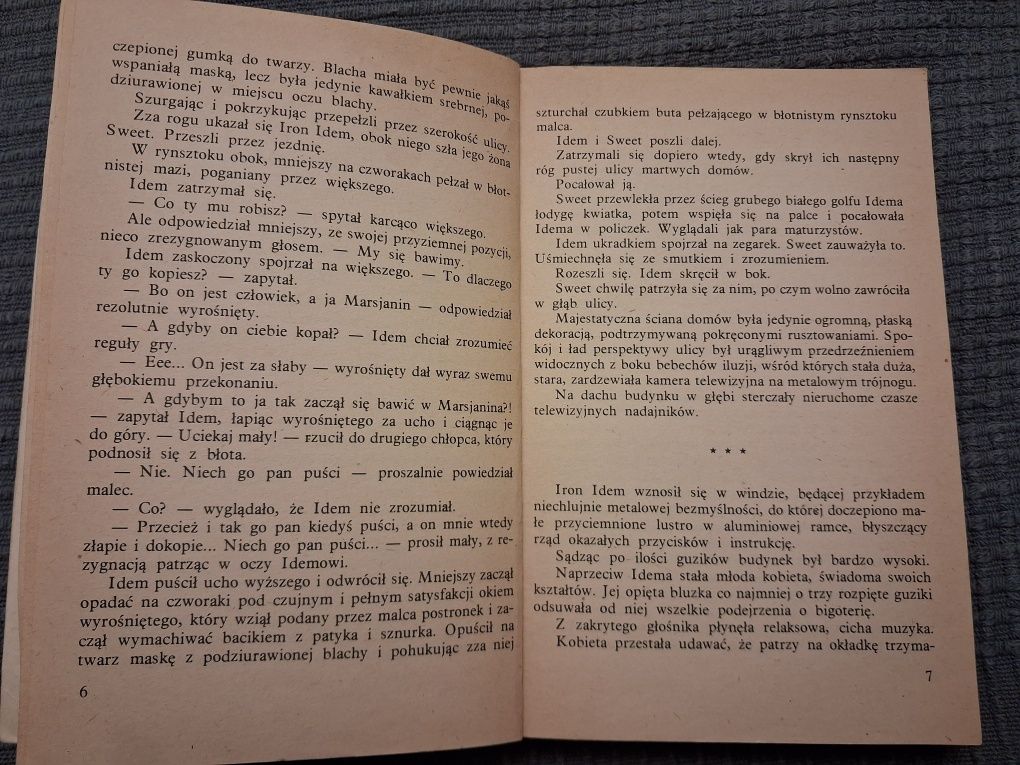 czepionej gumką do twarzy. Blacha miała być pewnie jakąś
wspaniałą maską, lecz była jedynie kawałkiem srebrnej, po-
dziurawionej w miejscu oczu blachy.
Szurgając i pokrzykując przepełzli przez szerokość ulicy.
Zza rogu ukazał się Iron Idem, obok niego szła jego żona
Sweet. Przeszli przez jezdnię.
W rynsztoku obok, mniejszy na czworakach pełzał w błot-
nistej mazi, poganiany przez większego.
Idem zatrzymał się.
— Co ty mu robisz? — spytał karcąco większego.
Ale odpowiedział mniejszy, ze swojej przyziemnej pozycji,
nieco zrezygnowanym głosem. — My się bawimy.
Idem zaskoczony spojrzał na większego. — To dlaczego
ty go kopiesz? — zapytał.
— Bo on jest człowiek, a ja Marsjanin — odpowiedział
rezolutnie wyrośnięty.
— A gdyby on ciebie kopał? — Idem chciał zrozumieć
reguły gry.
— Eee... On jest za słaby — wyrośnięty dał wyraz swemu
głębokiemu przekonaniu.
— A gdybym to ja tak zaczął się bawić w Marsjanina?!
— zapytał Idem, łapiąc wyrośniętego za ucho i ciągnąc je
do góry. — Uciekaj mały! — rzucił do drugiego chłopca, który
podnosił się z błota.
— Nie. Niech go pan puści — proszalnie powiedział
malec.
— Co? — wyglądało, że Idem nie zrozumiał.
— Przecież i tak go pan kiedyś puści, a on mnie wtedy
złapie i dokopie... Niech go pan puści... — prosił mały, z re-
zygnacją patrząc w oczy Idemowi.
Idem puścił ucho wyższego i odwrócił się. Mniejszy zaczął
opadać na czworaki pod czujnym i pełnym satysfakcji okiem
wyrośniętego, który wziął podany przez malca postronek i za-
czął wymachiwać bacikiem z patyka i sznurka. Opuścił na
twarz maskę z podziurawionej blachy i pohukując zza niej
6
szturchał czubkiem buta pełzającego w błotnistym rynsztoku
malca.
Idem i Sweet poszli dalej.
Zatrzymali się dopiero wtedy, gdy skrył ich następny
róg pustej ulicy martwych domów.
Pocałował ją.
Sweet przewlekła przez ścieg grubego białego golfu Idema
łodygę kwiatka, potem wspięła się na palce i pocałowała
Idema w policzek. Wyglądali jak para maturzystów.
Idem ukradkiem spojrzał na zegarek. Sweet zauważyła to.
Uśmiechnęła się ze smutkiem i zrozumieniem.
Rozeszli się. Idem skręcił w bok.
Sweet chwilę patrzyła się za nim, po czym wolno zawróciła
w głąb ulicy.
Majestatyczna ściana domów była jedynie ogromną, płaską
dekoracją, podtrzymywaną pokręconymi rusztowaniami. Spo-
kój i ład perspektywy ulicy był urągliwym przedrzeźnieniem
widocznych z boku bebechów iluzji, wśród których stała duża,
stara, zardzewiała kamera telewizyjna na metalowym trójnogu.
Na dachu budynku w głębi sterczały nieruchome czasze
telewizyjnych nadajników.
* * *
Iron Idem wznosił się w windzie, będącej przykładem
niechlujnie metalowej bezmyślności, do której doczepiono ma-
łe przyciemnione lustro w aluminiowej ramce, błyszczący
rząd okazałych przycisków i instrukcję.
Sądząc po ilości guzików budynek był bardzo wysoki.
Naprzeciw Idema stała młoda kobieta, świadoma swoich
kształtów. Jej opięta bluzka co najmniej o trzy rozpięte guziki
odsuwała od niej wszelkie podejrzenia o bigoterię.
Z zakrytego głośnika płynęła relaksowa, cicha muzyka.
Kobieta przestała udawać, że patrzy na okładkę trzyma-
7